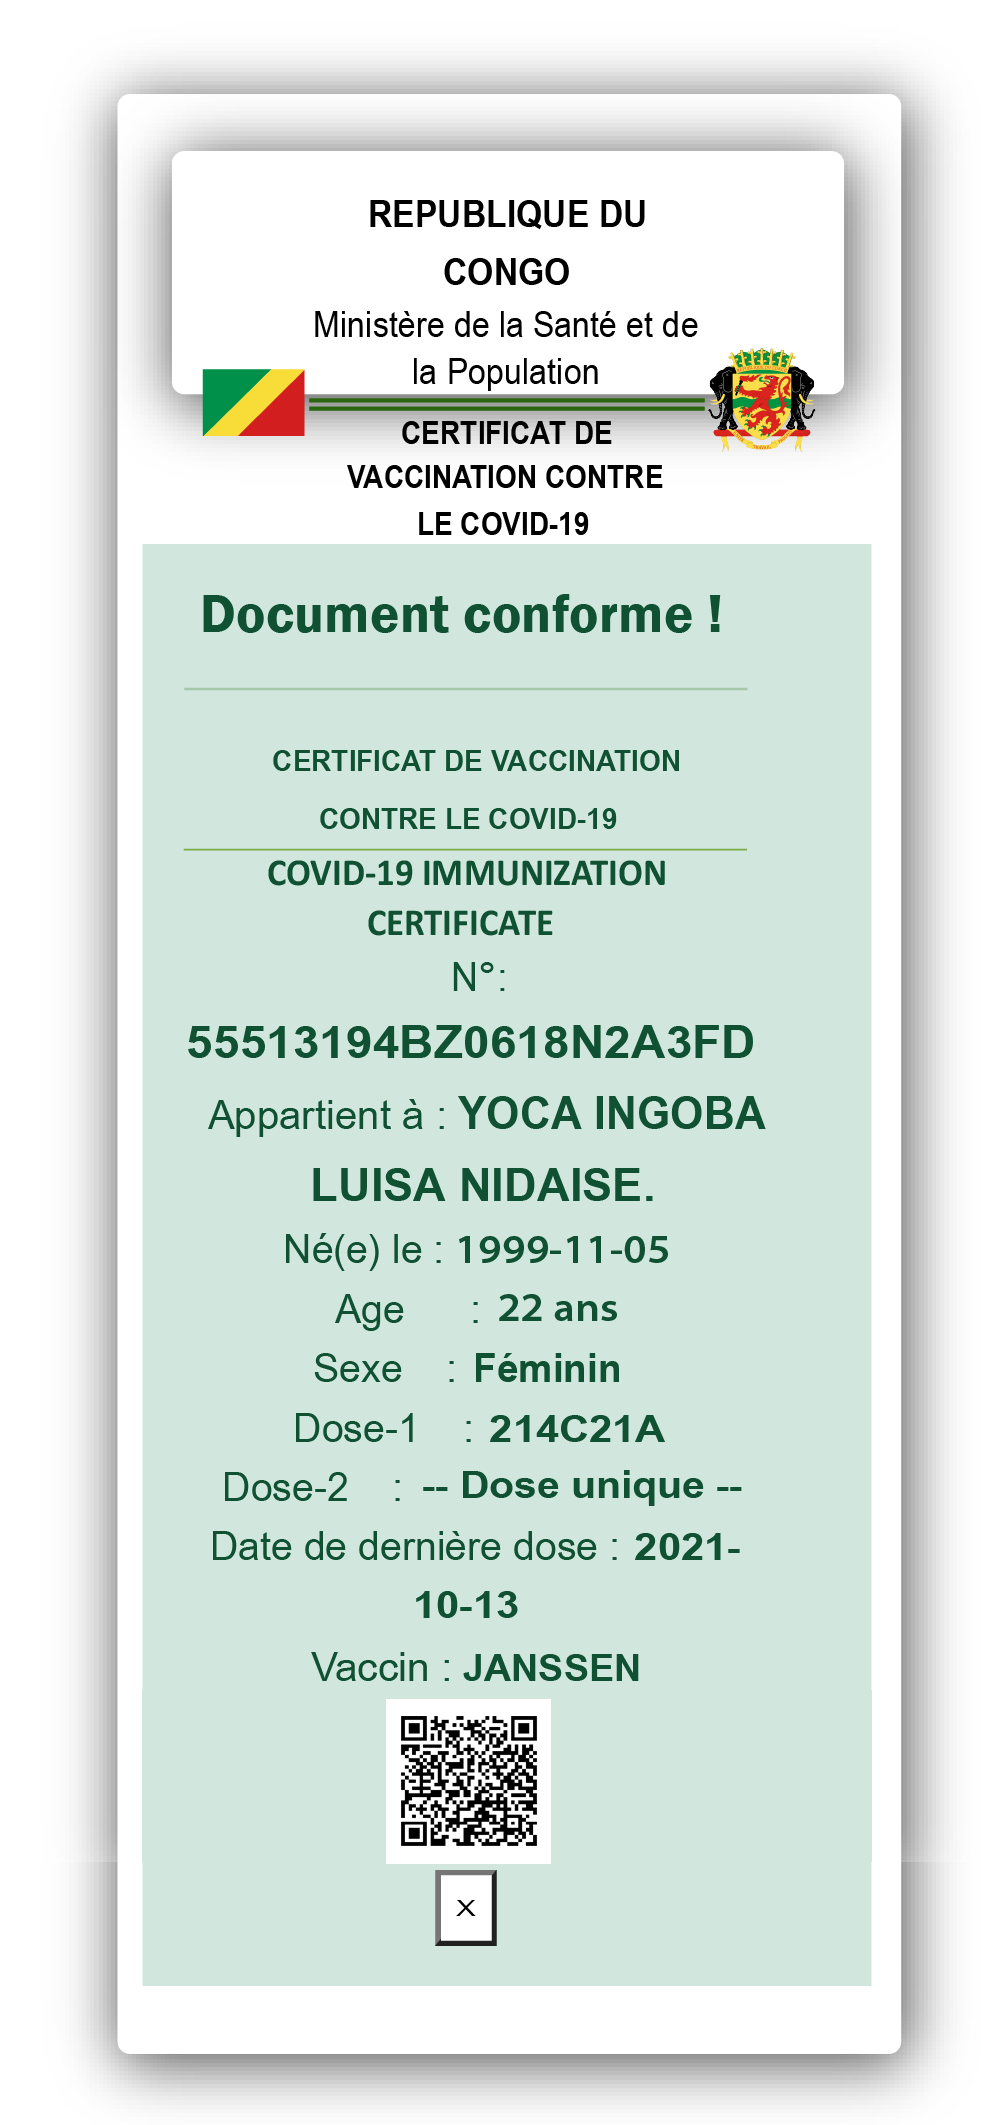 REPUBLIQUE DU
CONGO
Ministère de la Santé et de
la Population
CERTIFICAT DE
VACCINATION CONTRE
LE COVID-19
Document conforme !
CERTIFICAT DE VACCINATION
CONTRE LE COVID-19
COVID-19 IMMUNIZATION
CERTIFICATE
N°:
55513194BZ0618N2A3FD
Appartient à : YOCA INGOBA
LUISA NIDAISE.
Né(e) le : 1999-11-05
Age : 22 ans
Sexe : Féminin
Dose-1 : 214C21A
Dose-2 : -- Dose unique --
Date de dernière dose : 2021-
10-13
Vaccin : JANSSEN
X